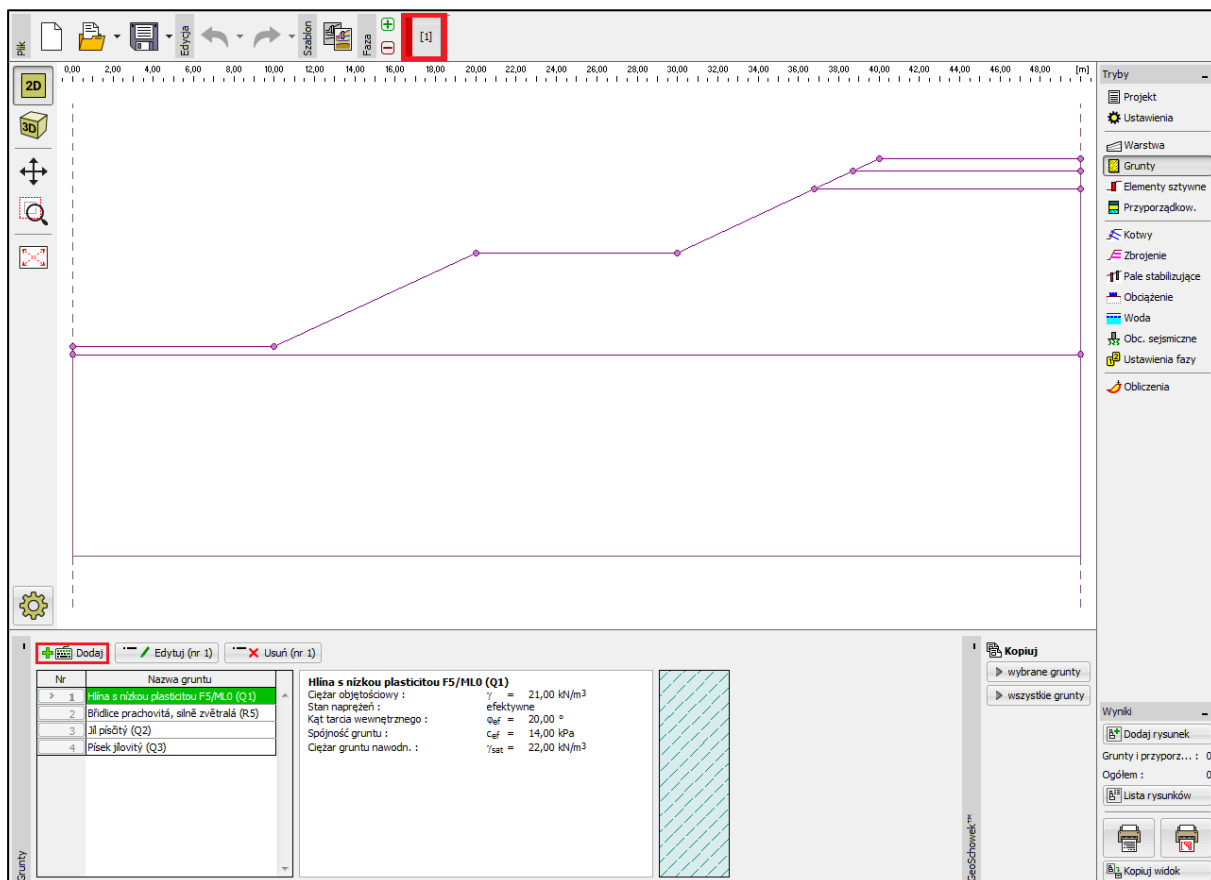 Plik
Edycja
Szablon
Faza
[1]
2D
3D
0,00 2,00 4,00 6,00 8,00 10,00 12,00 14,00 16,00 18,00 20,00 22,00 24,00 26,00 28,00 30,00 32,00 34,00 36,00 38,00 40,00 42,00 44,00 46,00 48,00 [m]
Tryby
Projekt
Ustawienia
Warstwa
Grunty
Elementy sztywne
Przyporządkow.
Kotwy
Zbrojenie
Pale stabilizujące
Obciążenie
Woda
Obc. sejsmiczne
Ustawienia fazy
Obliczenia
Grunty
Dodaj
Edytuj (nr 1)
Usuń (nr 1)
Nr Nazwa gruntu
1 Hlína s nízkou plasticitou F5/ML0 (Q1)
2 Břidlice prachovitá, silně zvětralá (R5)
3 Jíl písčitý (Q2)
4 Písek jílovitý (Q3)
Hlína s nízkou plasticitou F5/ML0 (Q1)
Ciężar objętościowy : γ = 21,00 kN/m³
Stan naprężeń : efektywne
Kąt tarcia wewnętrznego : φef = 20,00 °
Spójność gruntu : cef = 14,00 kPa
Ciężar gruntu nawodn. : γsat = 22,00 kN/m³
GeoSchowek™
Kopiuj
wybrane grunty
wszystkie grunty
Wyniki
Dodaj rysunek
Grunty i przyporz... : 0
Ogółem : 0
Lista rysunków
Kopiuj widok